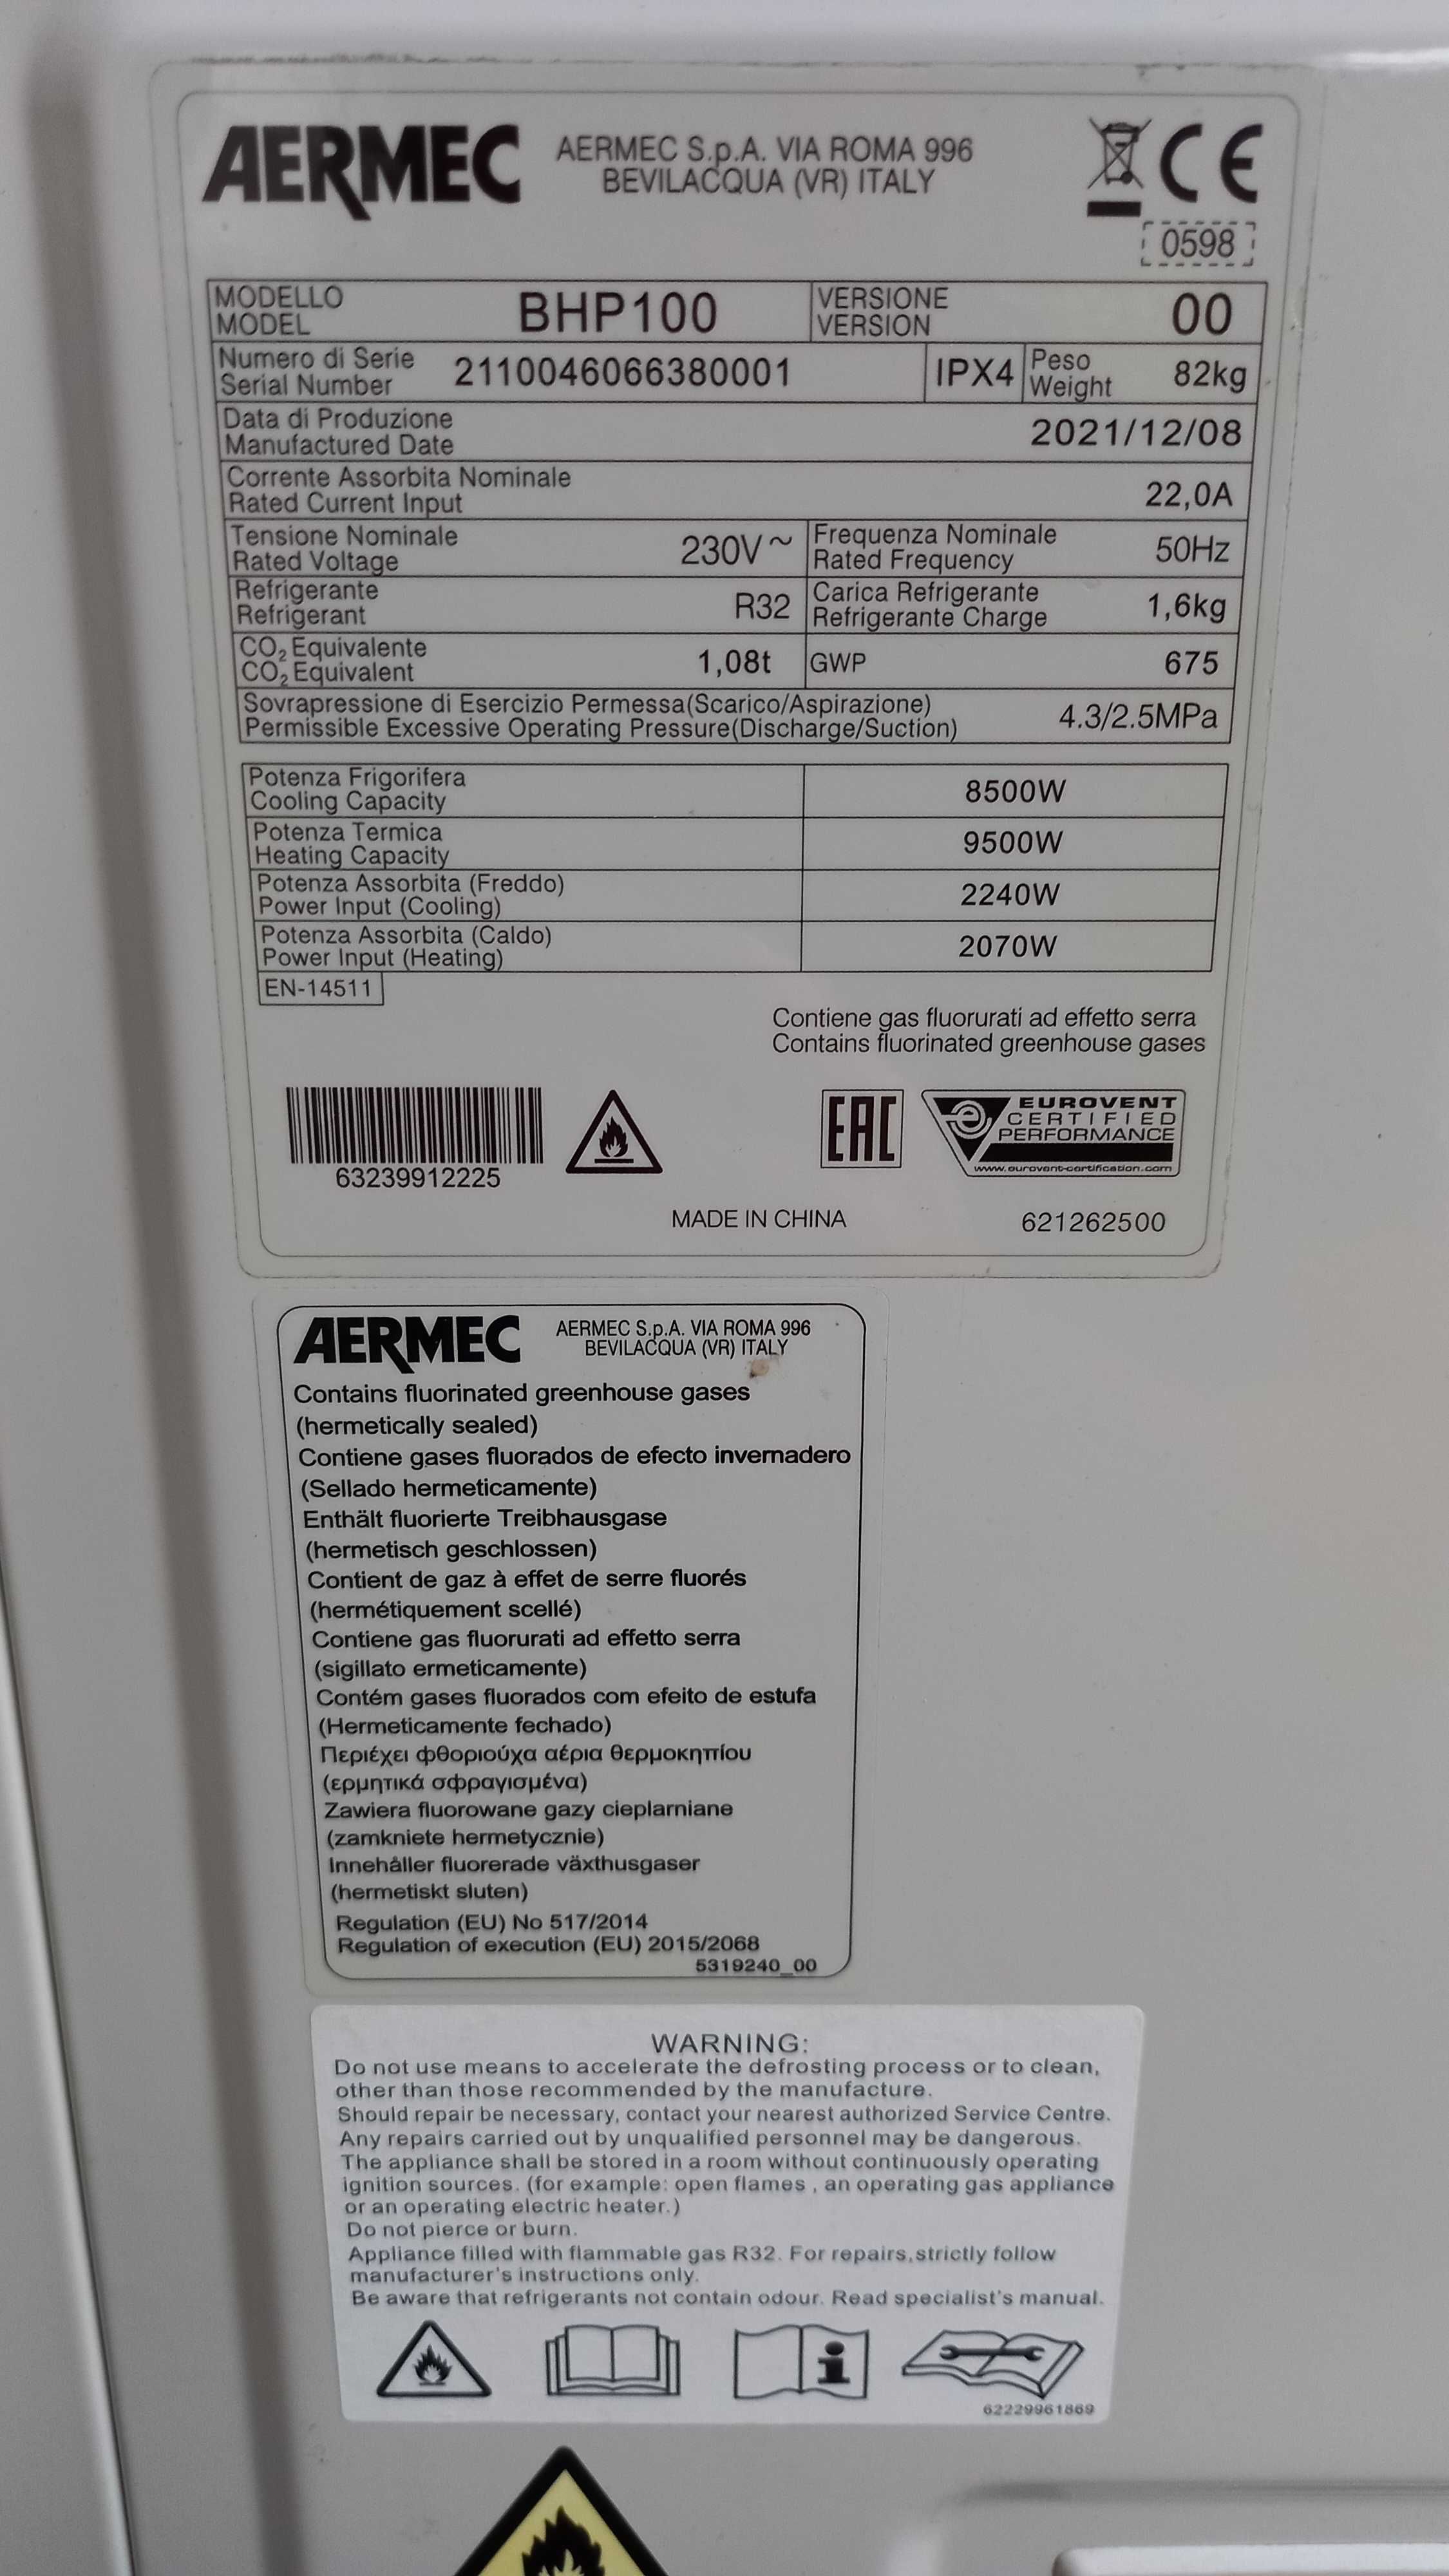 AERMEC
AERMEC S.p.A. VIA ROMA 996
BEVILACQUA (VR) ITALY
CE
0598
MODELLO
MODEL
BHP100
VERSIONE
VERSION
00
Numero di Serie
Serial Number
2110046066380001
IPX4
Peso
Weight
82kg
Data di Produzione
Manufactured Date
2021/12/08
Corrente Assorbita Nominale
Rated Current Input
22,0A
Tensione Nominale
Rated Voltage
230V~
Frequenza Nominale
Rated Frequency
50Hz
Refrigerante
Refrigerant
R32
Carica Refrigerante
Refrigerante Charge
1,6kg
CO₂ Equivalente
CO₂ Equivalent
1,08t
GWP
675
Sovrapressione di Esercizio Permessa(Scarico/Aspirazione)
Permissible Excessive Operating Pressure(Discharge/Suction)
4.3/2.5MPa
Potenza Frigorifera
Cooling Capacity
8500W
Potenza Termica
Heating Capacity
9500W
Potenza Assorbita (Freddo)
Power Input (Cooling)
2240W
Potenza Assorbita (Caldo)
Power Input (Heating)
2070W
EN-14511
Contiene gas fluorurati ad effetto serra
Contains fluorinated greenhouse gases
63239912225
EAC
EUROVENT
CERTIFIED
PERFORMANCE
www.eurovent-certification.com
MADE IN CHINA
621262500
AERMEC
AERMEC S.p.A. VIA ROMA 996
BEVILACQUA (VR) ITALY
Contains fluorinated greenhouse gases
(hermetically sealed)
Contiene gases fluorados de efecto invernadero
(Sellado hermeticamente)
Enthält fluorierte Treibhausgase
(hermetisch geschlossen)
Contient de gaz à effet de serre fluorés
(hermétiquement scellé)
Contiene gas fluorurati ad effetto serra
(sigillato ermeticamente)
Contém gases fluorados com efeito de estufa
(Hermeticamente fechado)
Περιέχει φθοριούχα αέρια θερμοκηπίου
(ερμητικά σφραγισμένα)
Zawiera fluorowane gazy cieplarniane
(zamkniete hermetycznie)
Innehåller fluorerade växthusgaser
(hermetiskt sluten)
Regulation (EU) No 517/2014
Regulation of execution (EU) 2015/2068
5319240_00
WARNING:
Do not use means to accelerate the defrosting process or to clean,
other than those recommended by the manufacture.
Should repair be necessary, contact your nearest authorized Service Centre.
Any repairs carried out by unqualified personnel may be dangerous.
The appliance shall be stored in a room without continuously operating
ignition sources. (for example: open flames , an operating gas appliance
or an operating electric heater.)
Do not pierce or burn.
Appliance filled with flammable gas R32. For repairs,strictly follow
manufacturer's instructions only.
Be aware that refrigerants not contain odour. Read specialist's manual.
i
62229961869